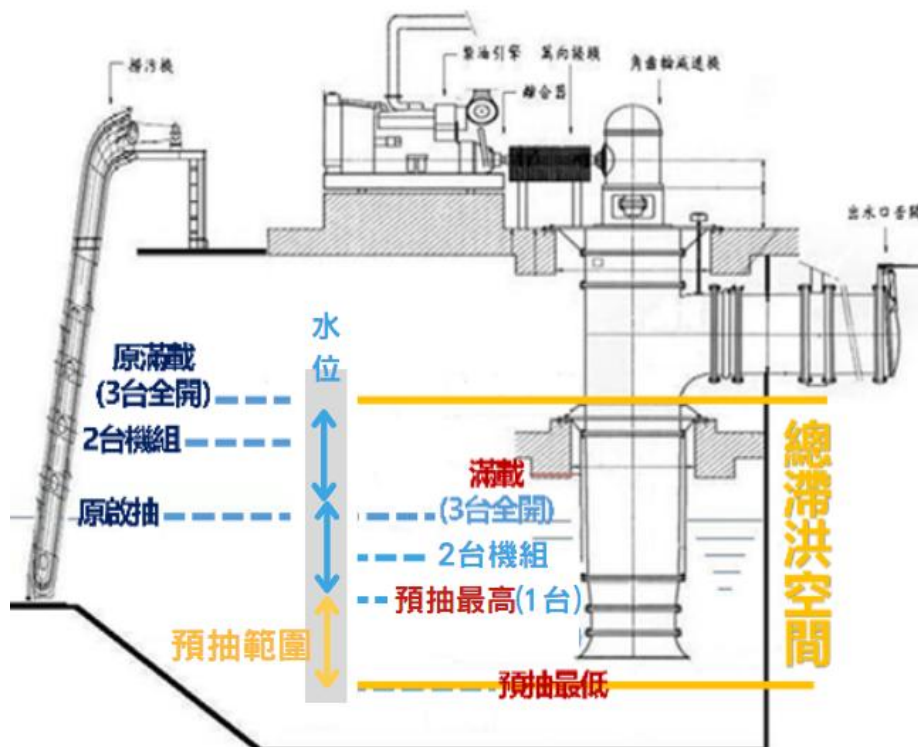 撈污機
柴油引擎
離合器
萬向接頭
角齒輪減速機
出水口舌閥
水位
原滿載
(3台全開)
2台機組
原啟抽
滿載
(3台全開)
2台機組
預抽最高(1台)
預抽範圍
預抽最低
總滯洪空間